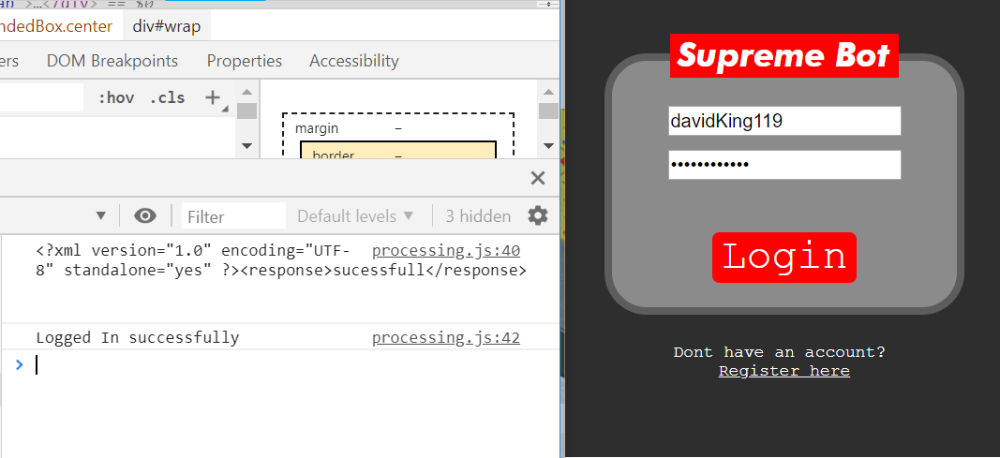 </div> == $0
ndedBox.center div#wrap
ers DOM Breakpoints Properties Accessibility
:hov .cls +
margin –
border –
Filter Default levels ▼ 3 hidden
<?xml version="1.0" encoding="UTF- processing.js:40
8" standalone="yes" ?><response>sucessfull</response>
Logged In successfully processing.js:42
Supreme Bot
davidKing119
••••••••••••
Login
Dont have an account?
Register here